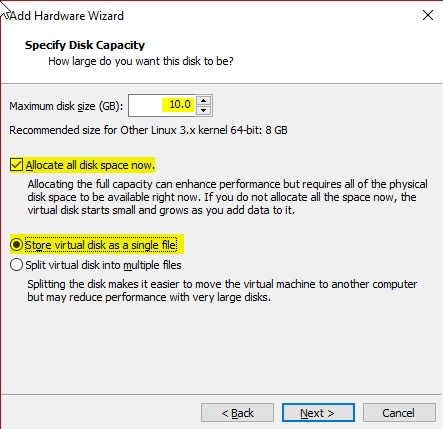 Add Hardware Wizard
Specify Disk Capacity
How large do you want this disk to be?
Maximum disk size (GB): 10.0
Recommended size for Other Linux 3.x kernel 64-bit: 8 GB
Allocate all disk space now.
Allocating the full capacity can enhance performance but requires all of the physical
disk space to be available right now. If you do not allocate all the space now, the
virtual disk starts small and grows as you add data to it.
Store virtual disk as a single file
Split virtual disk into multiple files
Splitting the disk makes it easier to move the virtual machine to another computer
but may reduce performance with very large disks.
< Back Next > Cancel